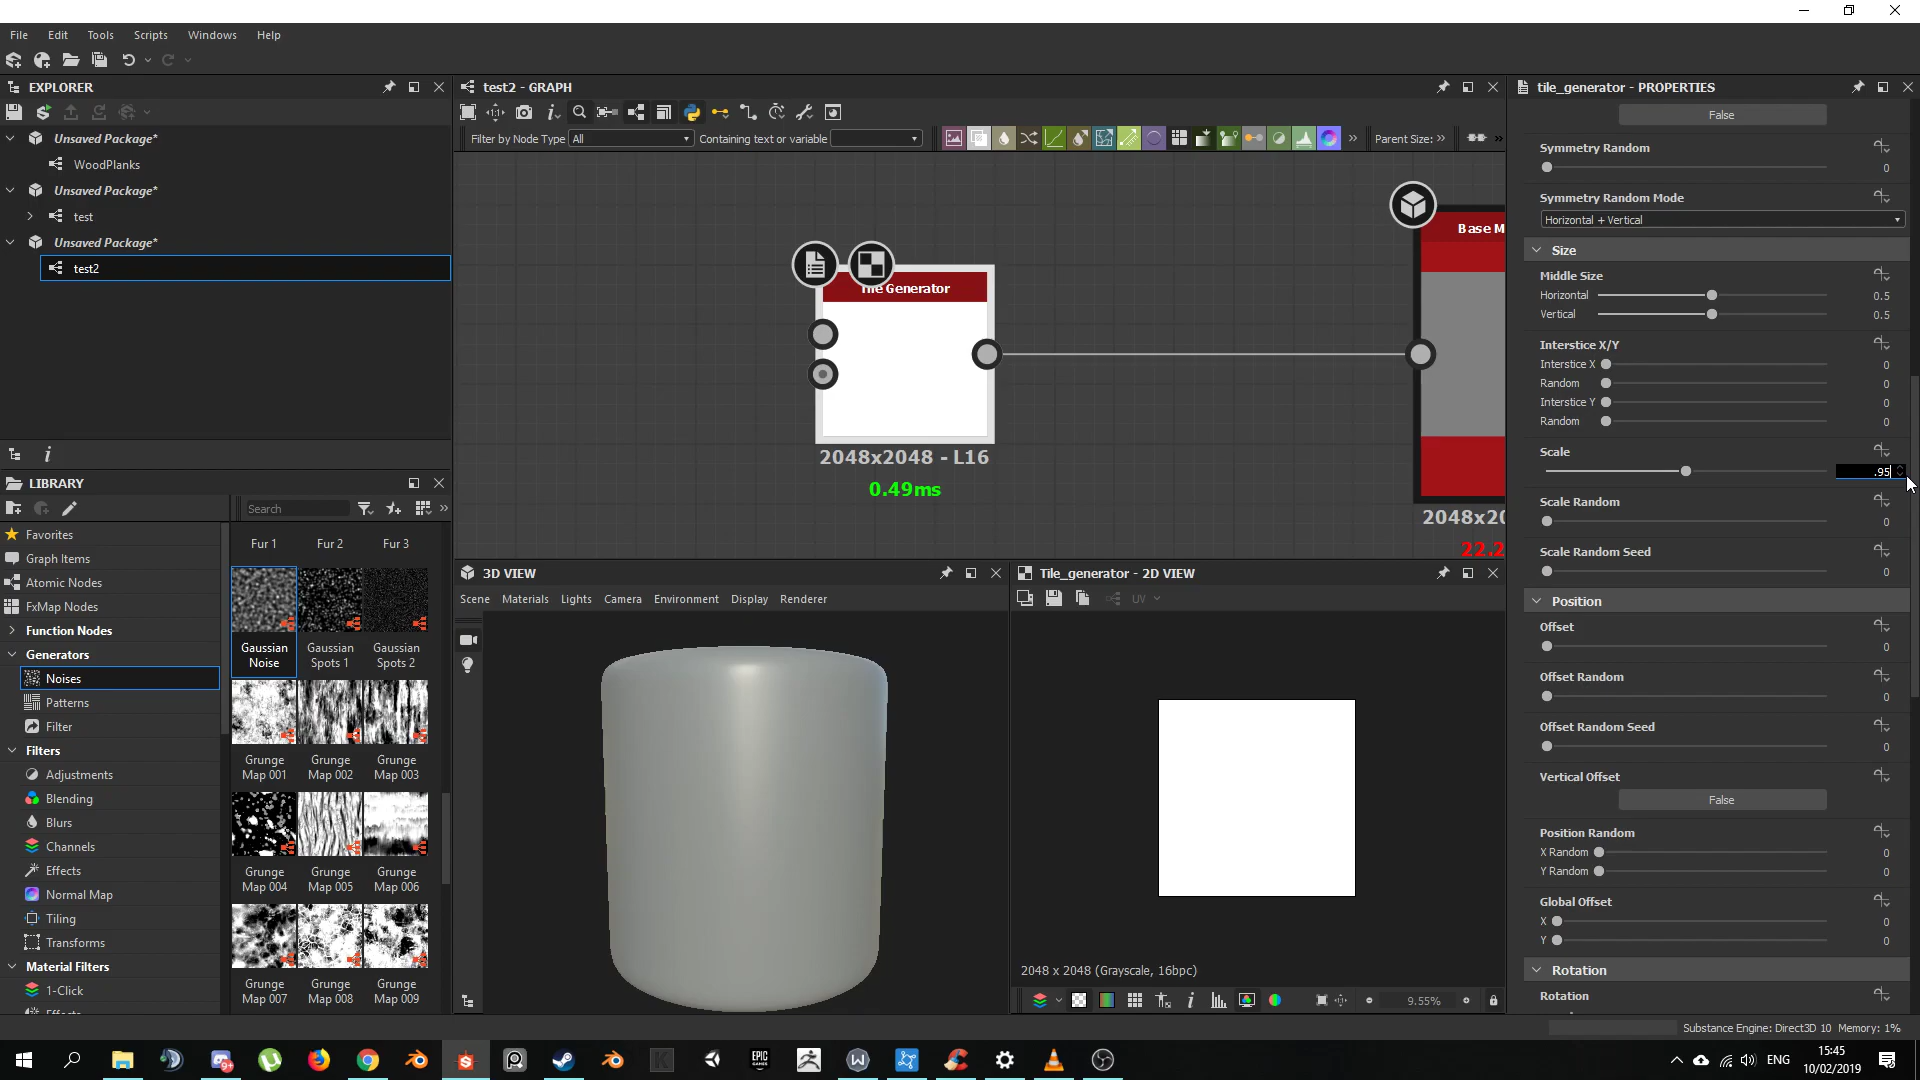 File Edit Tools Scripts Windows Help
EXPLORER
Unsaved Package*
WoodPlanks
Unsaved Package*
test
Unsaved Package*
test2
LIBRARY
Search
Favorites
Graph Items
Atomic Nodes
FxMap Nodes
Function Nodes
Generators
Noises
Patterns
Filter
Filters
Adjustments
Blending
Blurs
Channels
Effects
Normal Map
Tiling
Transforms
Material Filters
1-Click
Fur 1 Fur 2 Fur 3
Gaussian Noise
Gaussian Spots 1
Gaussian Spots 2
Grunge Map 001
Grunge Map 002
Grunge Map 003
Grunge Map 004
Grunge Map 005
Grunge Map 006
Grunge Map 007
Grunge Map 008
Grunge Map 009
test2 - GRAPH
Filter by Node Type All Containing text or variable Parent Size:
Tile Generator
2048x2048 - L16
0.49ms
Base M
2048x20
22.2
3D VIEW
Scene Materials Lights Camera Environment Display Renderer
Tile_generator - 2D VIEW
UV
2048 x 2048 (Grayscale, 16bpc)
9.55%
tile_generator - PROPERTIES
False
Symmetry Random
0
Symmetry Random Mode
Horizontal + Vertical
Size
Middle Size
Horizontal 0.5
Vertical 0.5
Interstice X/Y
Interstice X 0
Random 0
Interstice Y 0
Random 0
Scale
.95
Scale Random
0
Scale Random Seed
0
Position
Offset
0
Offset Random
0
Offset Random Seed
0
Vertical Offset
False
Position Random
X Random 0
Y Random 0
Global Offset
X 0
Y 0
Rotation
Rotation
Substance Engine: Direct3D 10 Memory: 1%
9+
EPIC GAMES
ENG
15:45
10/02/2019